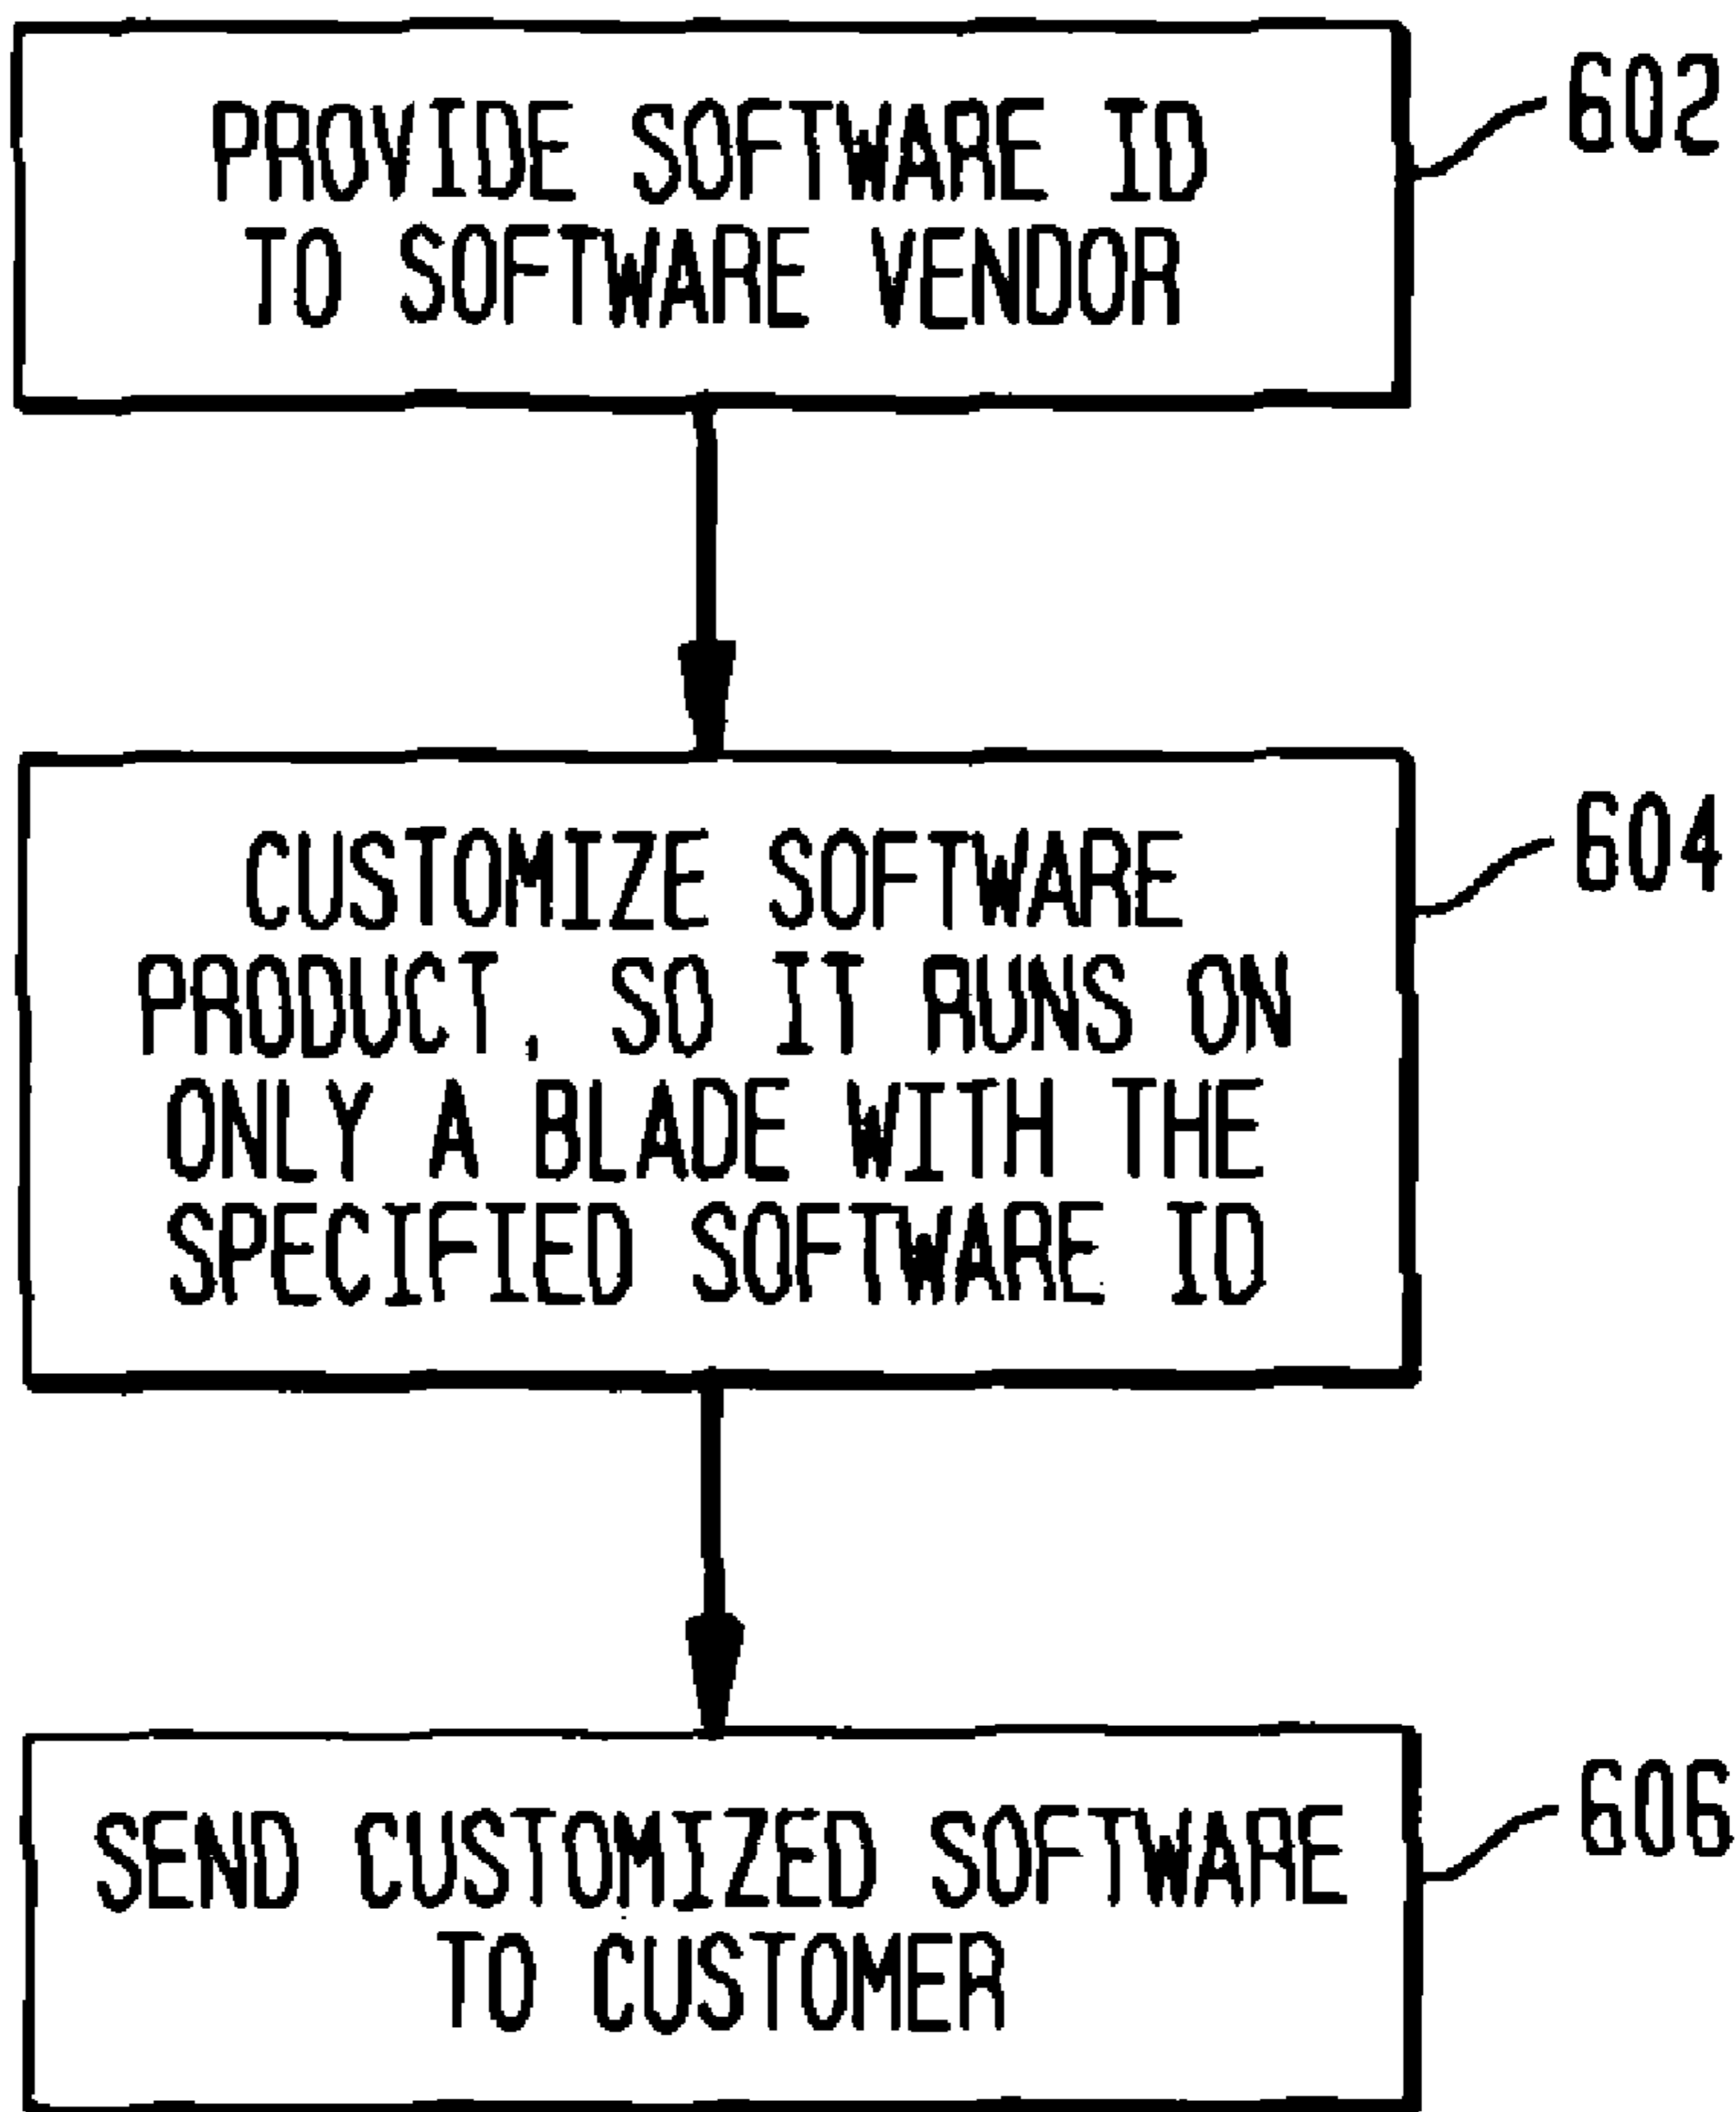 PROVIDE SOFTWARE ID
TO SOFTWARE VENDOR
602
CUSTOMIZE SOFTWARE
PRODUCT, SO IT RUNS ON
ONLY A BLADE WITH THE
SPECIFIED SOFTWARE ID
604
SEND CUSTOMIZED SOFTWARE
TO CUSTOMER
606